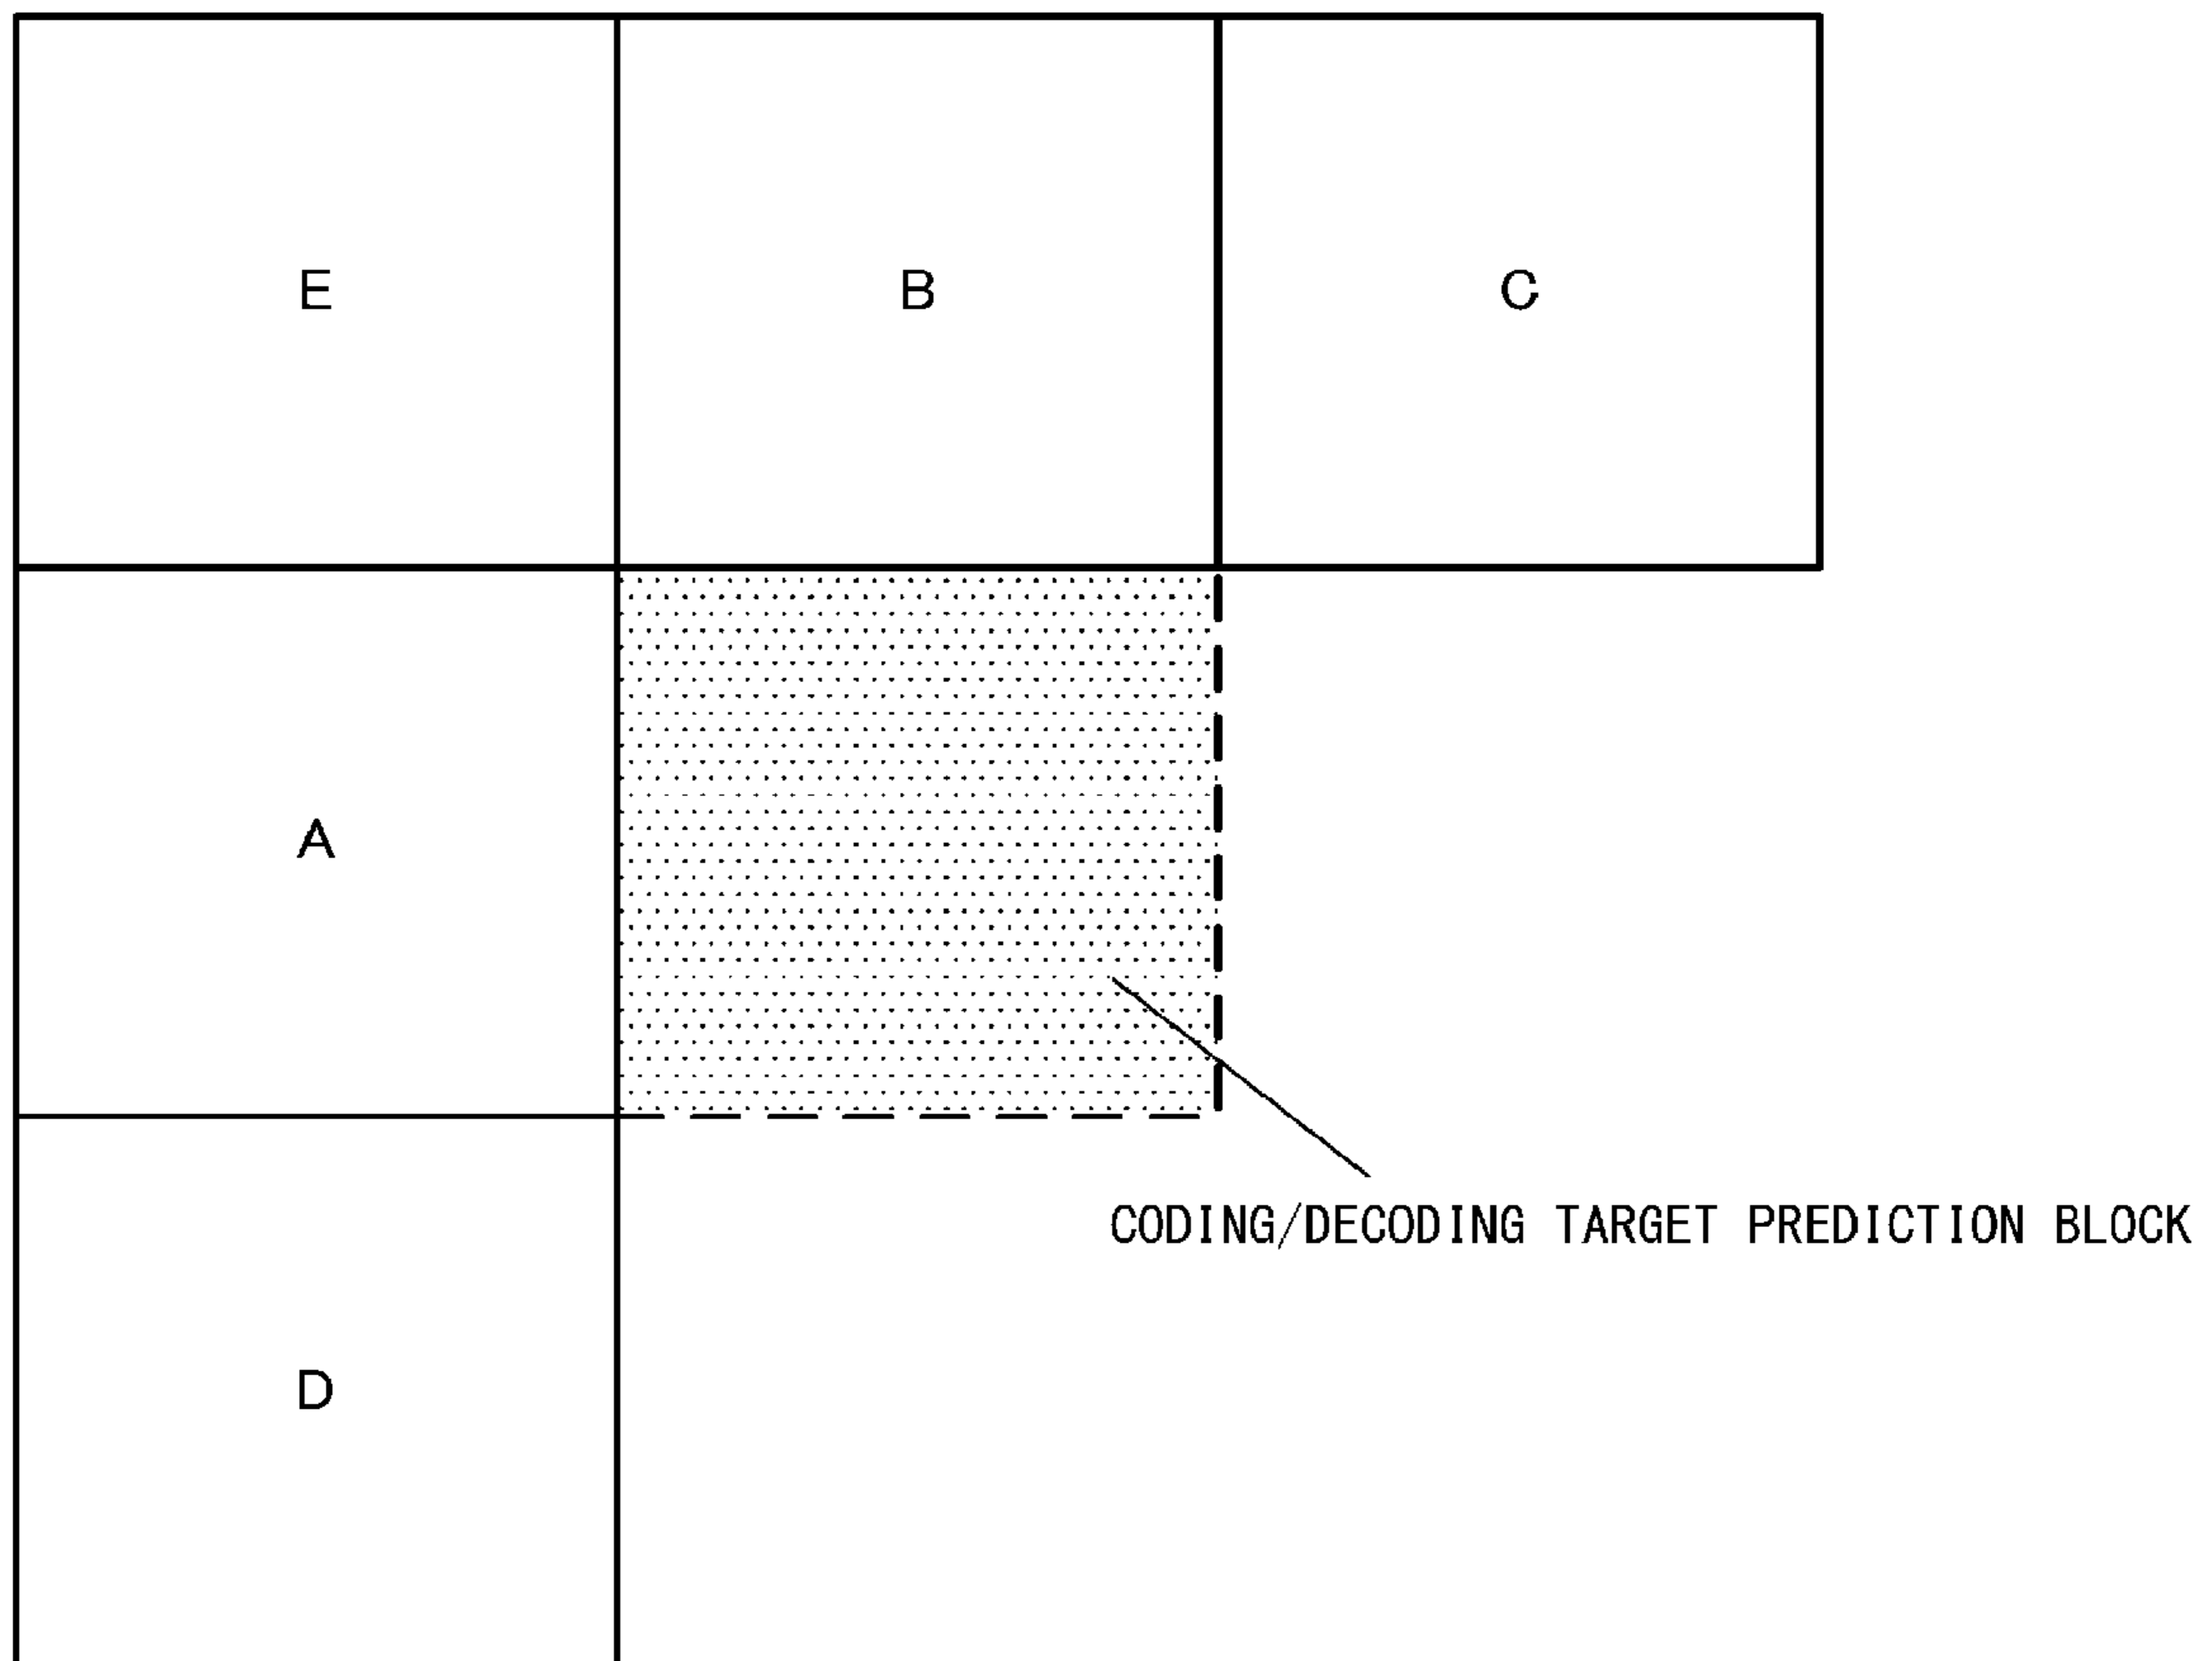 E B C
A
CODING/DECODING TARGET PREDICTION BLOCK
D